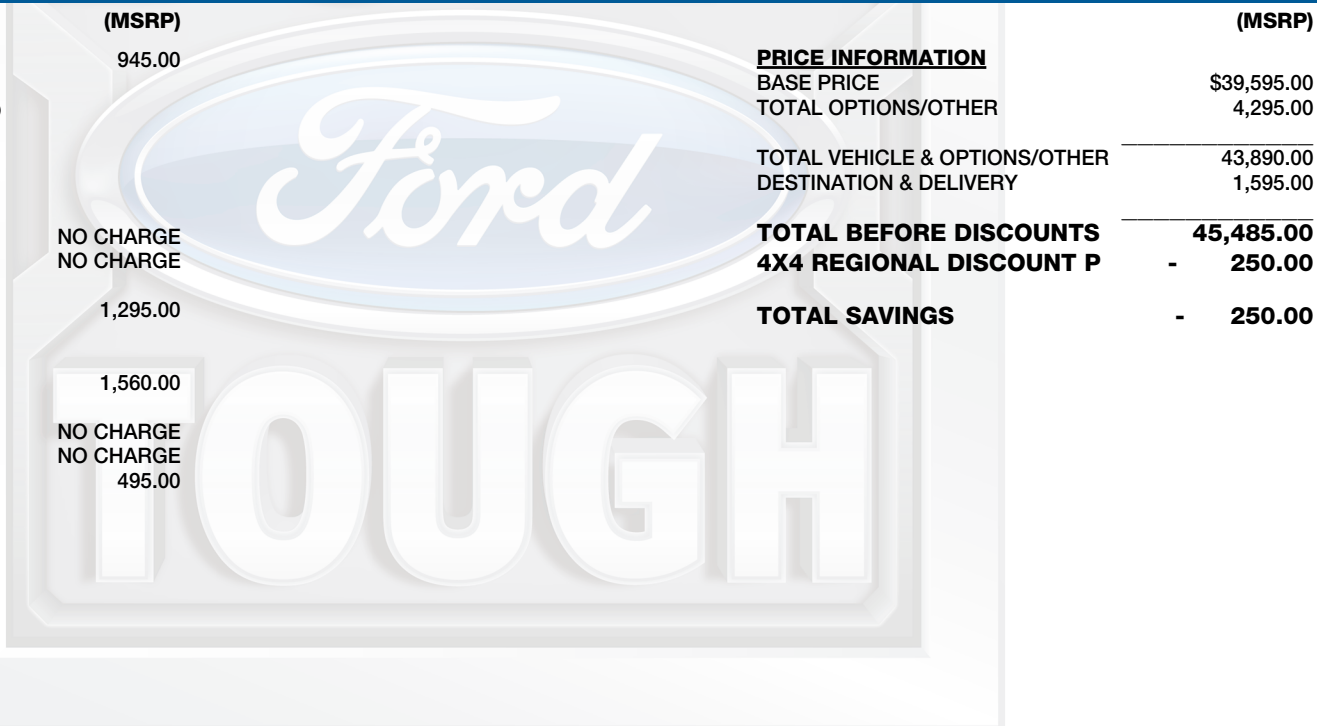 (MSRP)
945.00
NO CHARGE
NO CHARGE
1,295.00
1,560.00
NO CHARGE
NO CHARGE
495.00
Ford
TOUGH
(MSRP)
PRICE INFORMATION
BASE PRICE $39,595.00
TOTAL OPTIONS/OTHER 4,295.00
TOTAL VEHICLE & OPTIONS/OTHER 43,890.00
DESTINATION & DELIVERY 1,595.00
TOTAL BEFORE DISCOUNTS 45,485.00
4X4 REGIONAL DISCOUNT P - 250.00
TOTAL SAVINGS - 250.00